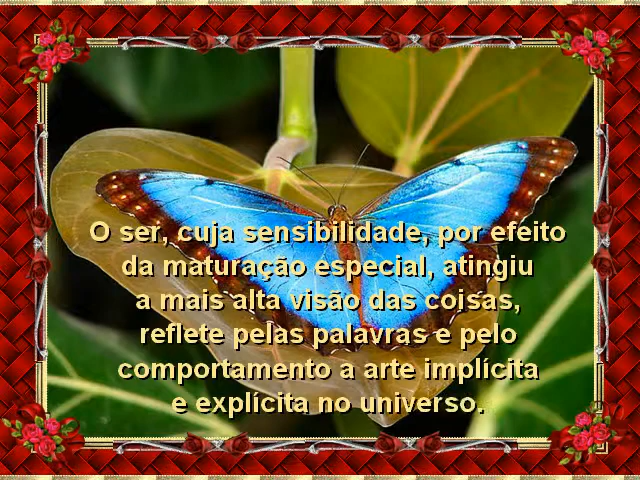 O ser, cuja sensibilidade, por efeito
da maturação especial, atingiu
a mais alta visão das coisas,
reflete pelas palavras e pelo
comportamento a arte implícita
e explícita no universo.